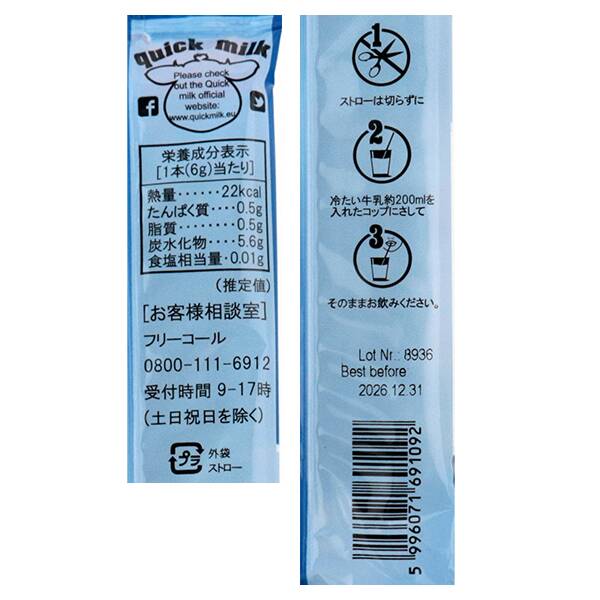 quick milk
Please check
out the Quick
milk official
website:
www.quickmilk.eu
栄養成分表示
[1本(6g)当たり]
熱量‥‥‥22kcal
たんぱく質‥‥0.5g
脂質‥‥‥‥0.5g
炭水化物‥‥5.6g
食塩相当量‥0.01g
(推定値)
[お客様相談室]
フリーコール
0800-111-6912
受付時間 9-17時
(土日祝日を除く)
プラ
外袋
ストロー
1
ストローは切らずに
2
冷たい牛乳約200mlを
入れたコップにさして
3
そのままお飲みください。
Lot Nr.: 8936
Best before:
2026.12.31
5 996071 691092